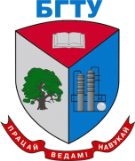 БГТУ
ПРАЦАЙ ВЕДАМІ НАВУКАЙ